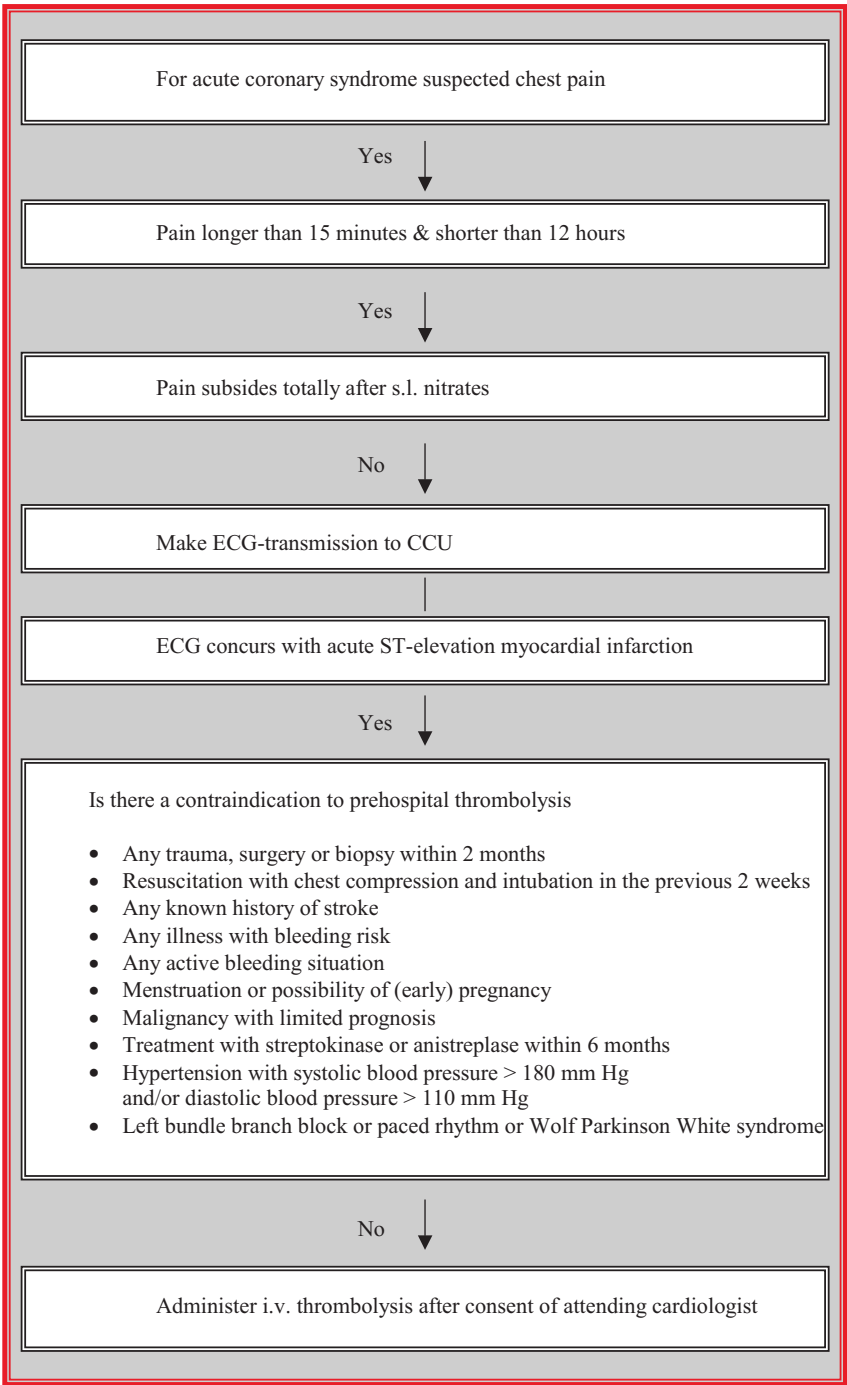 For acute coronary syndrome suspected chest pain
Yes
Pain longer than 15 minutes & shorter than 12 hours
Yes
Pain subsides totally after s.l. nitrates
No
Make ECG-transmission to CCU
ECG concurs with acute ST-elevation myocardial infarction
Yes
Is there a contraindication to prehospital thrombolysis
• Any trauma, surgery or biopsy within 2 months
• Resuscitation with chest compression and intubation in the previous 2 weeks
• Any known history of stroke
• Any illness with bleeding risk
• Any active bleeding situation
• Menstruation or possibility of (early) pregnancy
• Malignancy with limited prognosis
• Treatment with streptokinase or anistreplase within 6 months
• Hypertension with systolic blood pressure > 180 mm Hg
and/or diastolic blood pressure > 110 mm Hg
• Left bundle branch block or paced rhythm or Wolf Parkinson White syndrome
No
Administer i.v. thrombolysis after consent of attending cardiologist